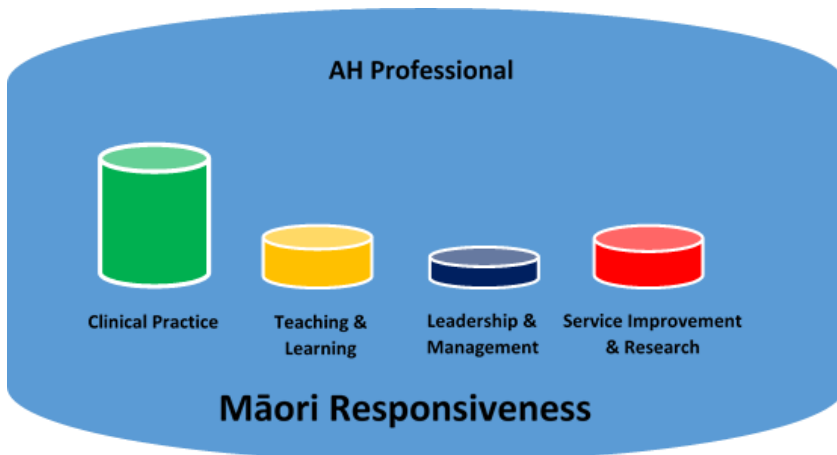 AH Professional
Clinical Practice
Teaching &
Learning
Leadership &
Management
Service Improvement
& Research
Māori Responsiveness